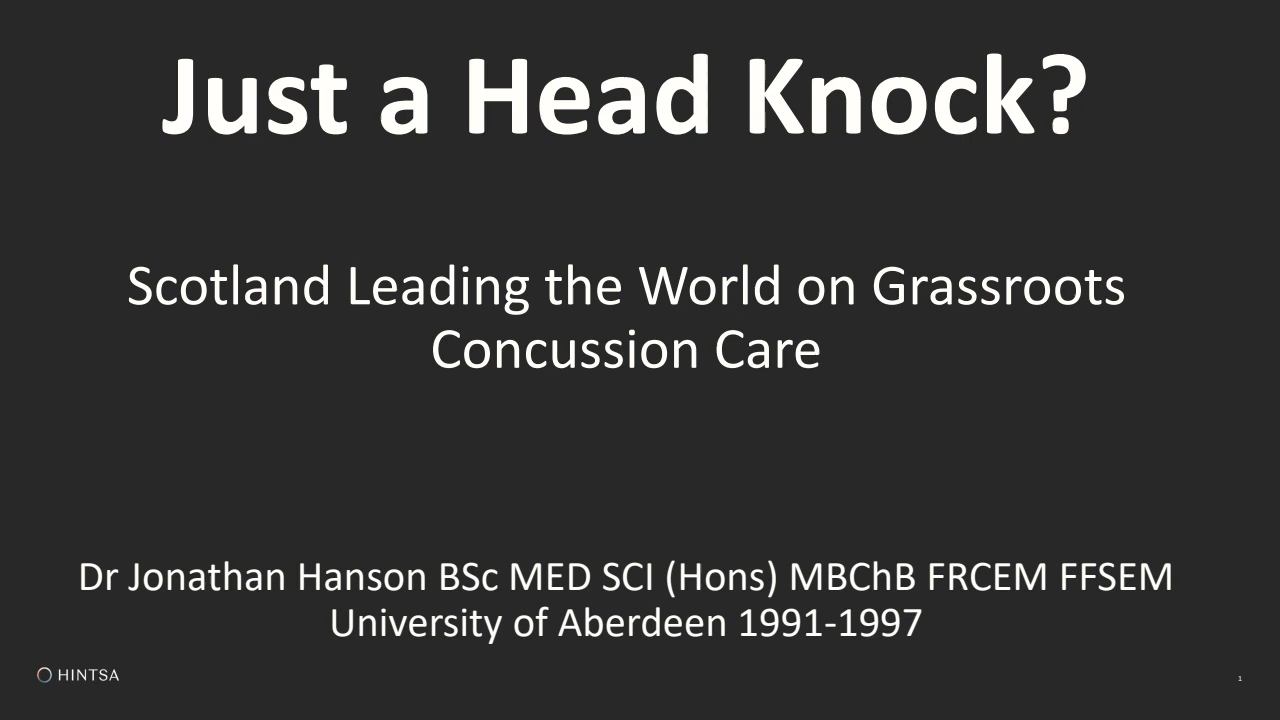 Just a Head Knock?
Scotland Leading the World on Grassroots
Concussion Care
Dr Jonathan Hanson BSc MED SCI (Hons) MBChB FRCEM FFSEM
University of Aberdeen 1991-1997
HINTSA
1